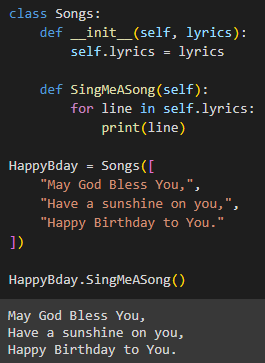 class Songs:
    def __init__(self, lyrics):
        self.lyrics = lyrics

    def SingMeASong(self):
        for line in self.lyrics:
            print(line)

HappyBday = Songs([
    "May God Bless You,",
    "Have a sunshine on you,",
    "Happy Birthday to You."
])

HappyBday.SingMeASong()

May God Bless You,
Have a sunshine on you,
Happy Birthday to You.